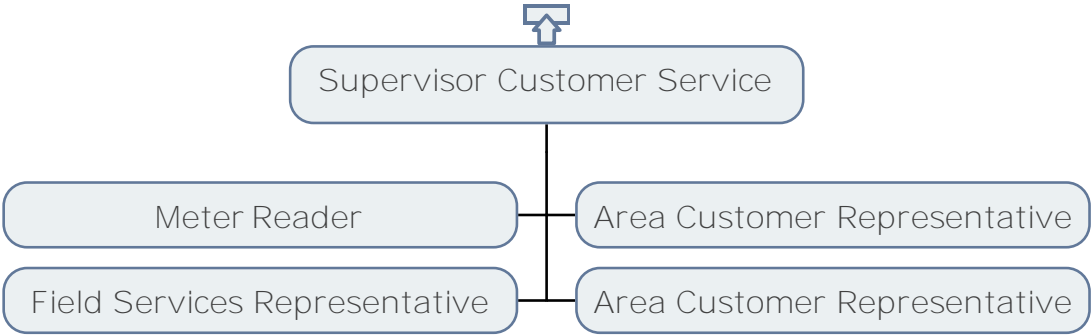 Supervisor Customer Service
Meter Reader
Area Customer Representative
Field Services Representative
Area Customer Representative